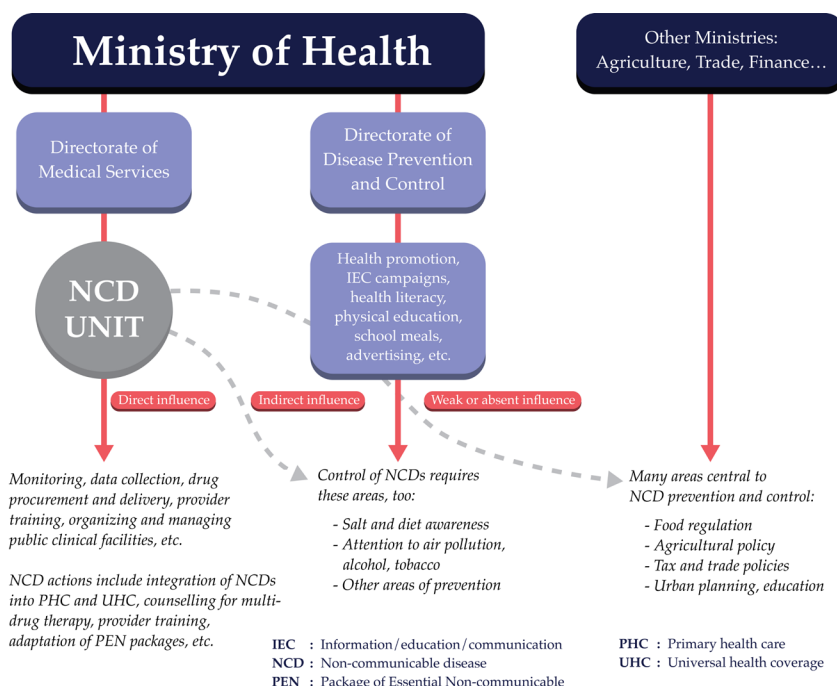 Ministry of Health
Other Ministries:
Agriculture, Trade, Finance…
Directorate of
Medical Services
Directorate of
Disease Prevention
and Control
NCD
UNIT
Health promotion,
IEC campaigns,
health literacy,
physical education,
school meals,
advertising, etc.
Direct influence
Indirect influence
Weak or absent influence
Monitoring, data collection, drug
procurement and delivery, provider
training, organizing and managing
public clinical facilities, etc.
NCD actions include integration of NCDs
into PHC and UHC, counselling for multi-
drug therapy, provider training,
adaptation of PEN packages, etc.
Control of NCDs requires
these areas, too:
- Salt and diet awareness
- Attention to air pollution,
alcohol, tobacco
- Other areas of prevention
Many areas central to
NCD prevention and control:
- Food regulation
- Agricultural policy
- Tax and trade policies
- Urban planning, education
IEC : Information/education/communication
NCD : Non-communicable disease
PEN : Package of Essential Non-communicable
PHC : Primary health care
UHC : Universal health coverage